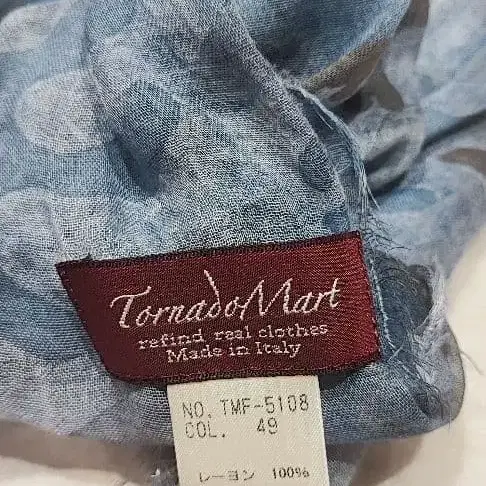 TornadoMart
refind real clothes
Made in Italy
NO. TMF-5108
COL. 49
レーヨン 100%